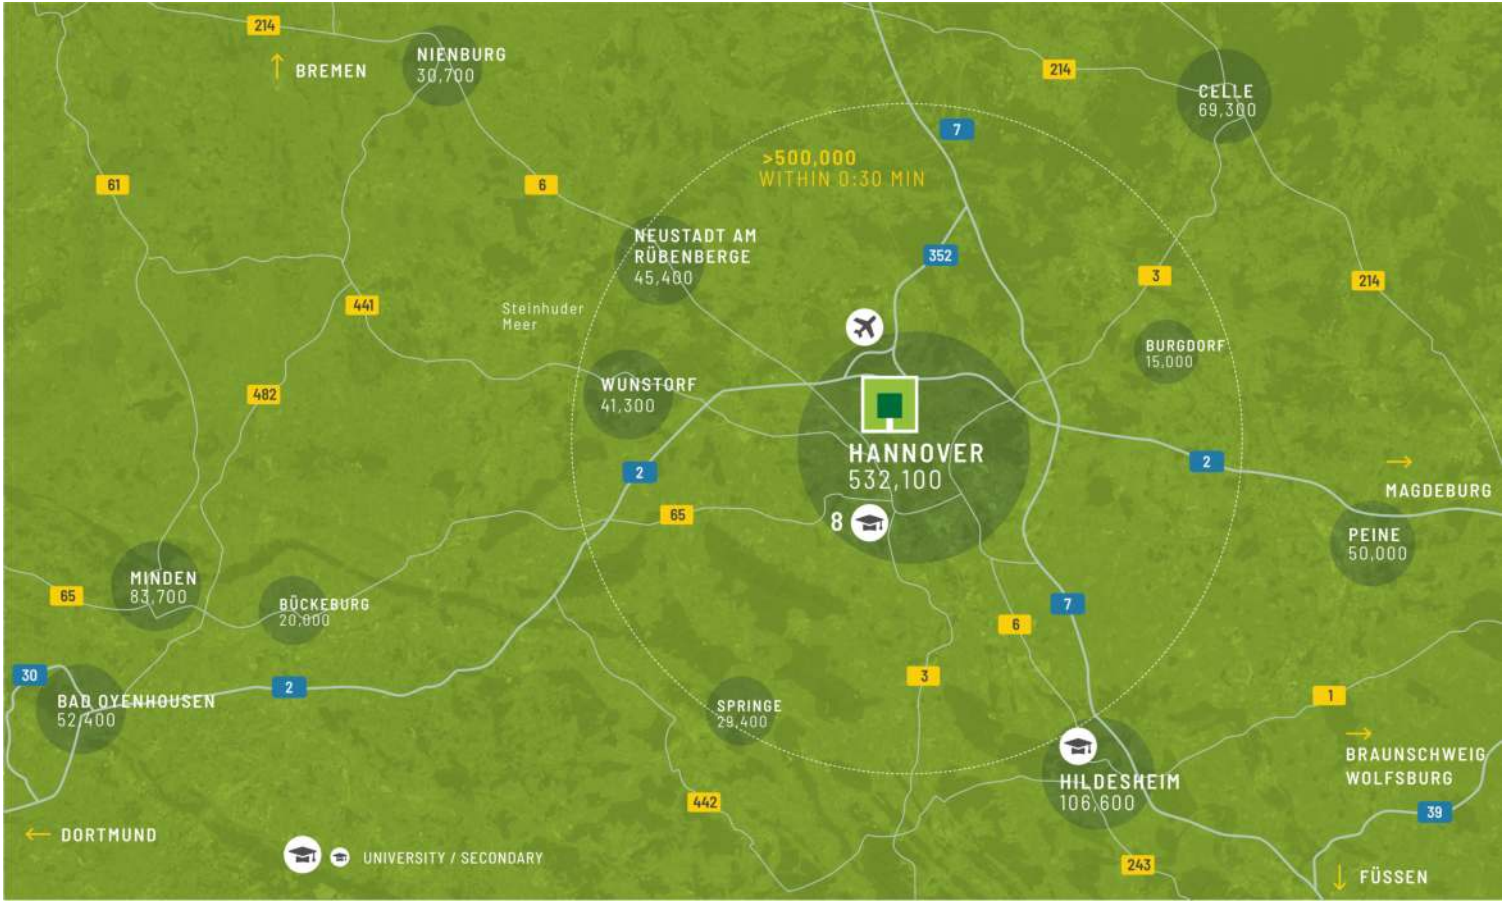 214
BREMEN
NIENBURG
30,700
214
CELLE
69,300
7
>500,000
WITHIN 0:30 MIN
61
6
NEUSTADT AM
RÜBENBERGE
45,400
352
3
214
Steinhuder
Meer
441
BURGDORF
15,000
482
WUNSTORF
41,300
HANNOVER
532,100
2
2
MAGDEBURG
65
8
PEINE
50,000
MINDEN
83,700
65
BÜCKEBURG
20,000
7
6
30
2
3
BAD OYENHOUSEN
52,400
SPRINGE
29,400
1
BRAUNSCHWEIG
WOLFSBURG
HILDESHEIM
106,600
442
39
DORTMUND
UNIVERSITY / SECONDARY
243
FÜSSEN